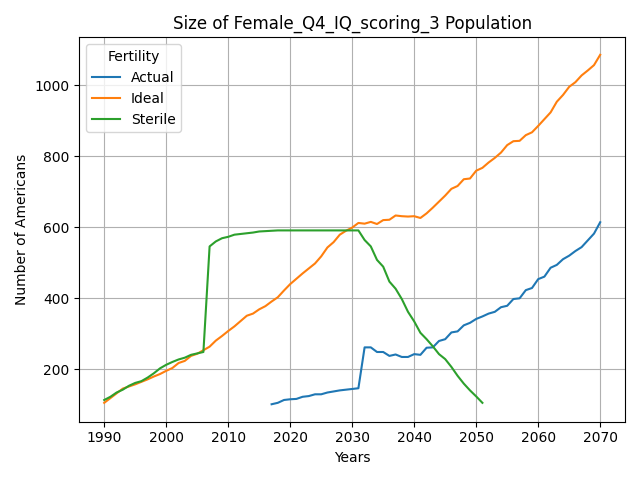 Size of Female_Q4_IQ_scoring_3 Population
Fertility
Actual
Ideal
Sterile
Number of Americans
1000
800
600
400
200
1990 2000 2010 2020 2030 2040 2050 2060 2070
Years